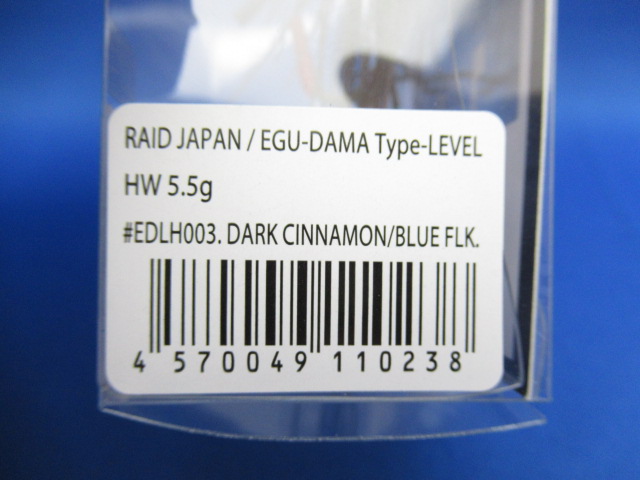 RAID JAPAN / EGU-DAMA Type-LEVEL
HW 5.5g
#EDLH003. DARK CINNAMON/BLUE FLK.
4 570049 110238